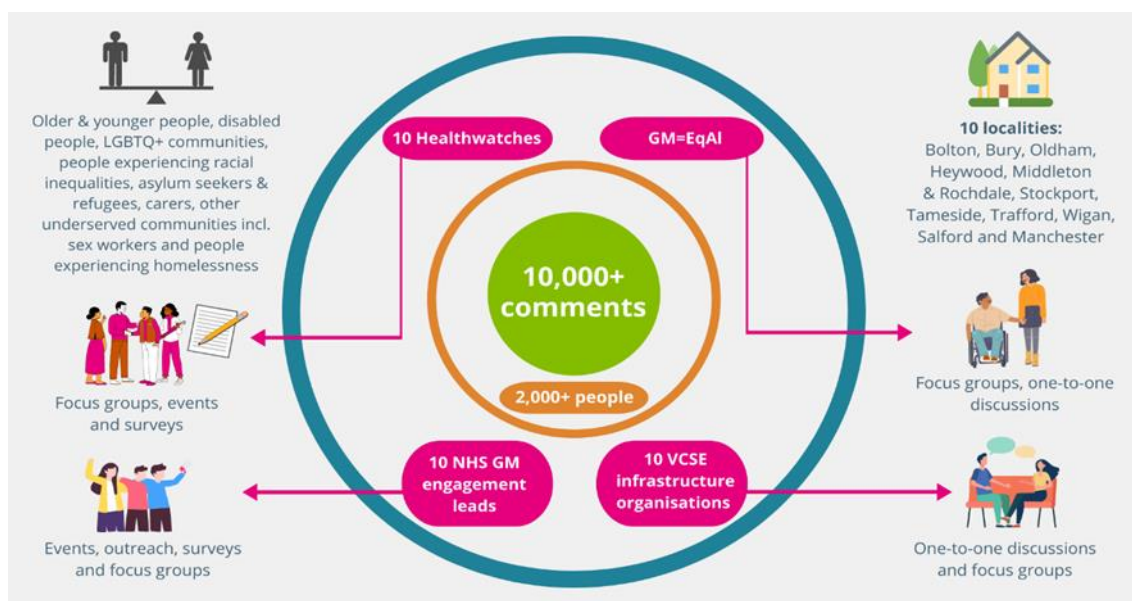 Older & younger people, disabled
people, LGBTQ+ communities,
people experiencing racial
inequalities, asylum seekers &
refugees, carers, other
underserved communities incl.
sex workers and people
experiencing homelessness
Focus groups, events
and surveys
Events, outreach, surveys
and focus groups
10 Healthwatches
GM=EqAl
10,000+
comments
2,000+ people
10 NHS GM
engagement
leads
10 VCSE
infrastructure
organisations
10 localities:
Bolton, Bury, Oldham,
Heywood, Middleton
& Rochdale, Stockport,
Tameside, Trafford, Wigan,
Salford and Manchester
Focus groups, one-to-one
discussions
One-to-one discussions
and focus groups